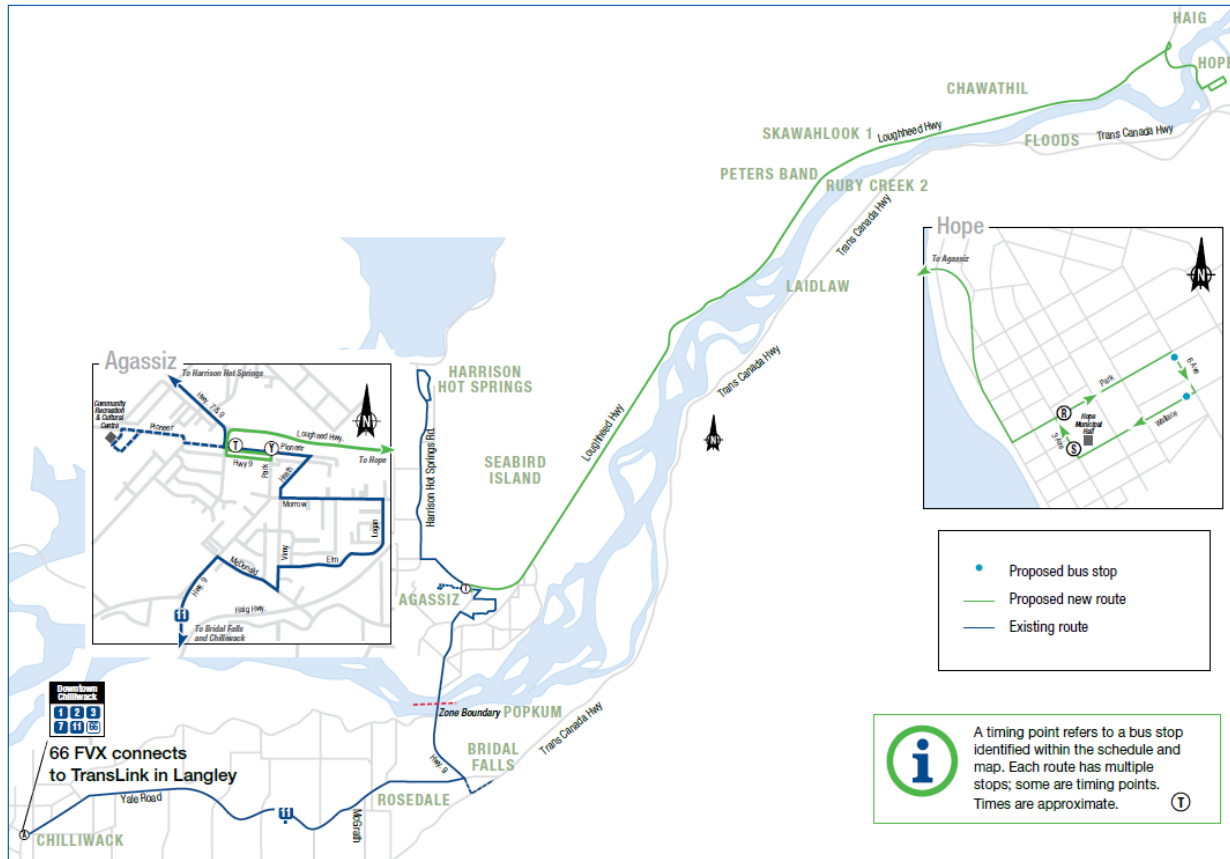 HAIG
HOPE
CHAWATHIL
SKAWAHLOOK 1
Loughheed Hwy
Trans Canada Hwy
FLOODS
PETERS BAND
RUBY CREEK 2
Trans Canada Hwy
LAIDLAW
Trans Canada Hwy
Loughheed Hwy
HARRISON
HOT SPRINGS
Harrison Hot Springs Rd.
SEABIRD
ISLAND
AGASSIZ
T
Zone Boundary
POPKUM
BRIDAL
FALLS
Trans Canada Hwy
Hwy. 9
ROSEDALE
McGrath
11
Yale Road
CHILLIWACK
A
Downtown
Chilliwack
1 2 3
7 11 66
66 FVX connects
to TransLink in Langley
N
Agassiz
To Harrison Hot Springs
N
Hwy. 7 & 9
Community
Recreation
& Cultural
Centre
Pioneer
T
Y
Pioneer
Lougheed Hwy.
To Hope
Hwy 9
Park
Heath
Morrow
Logan
Vimy
Elm
McDonald
Hwy. 9
Haig Hwy.
11
To Bridal Falls
and Chilliwack
Hope
To Agassiz
N
Park
6 Ave
Wallace
R
Hope
Municipal
Hall
3 Ave
S
Proposed bus stop
Proposed new route
Existing route
i
A timing point refers to a bus stop
identified within the schedule and
map. Each route has multiple
stops; some are timing points.
Times are approximate.
T